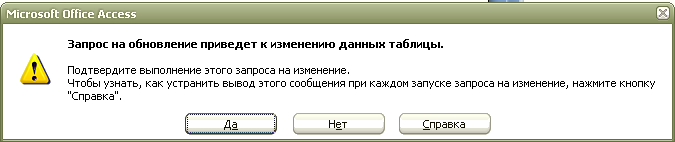 Microsoft Office Access
Запрос на обновление приведет к изменению данных таблицы.
Подтвердите выполнение этого запроса на изменение.
Чтобы узнать, как устранить вывод этого сообщения при каждом запуске запроса на изменение, нажмите кнопку
"Справка".
Да
Нет
Справка